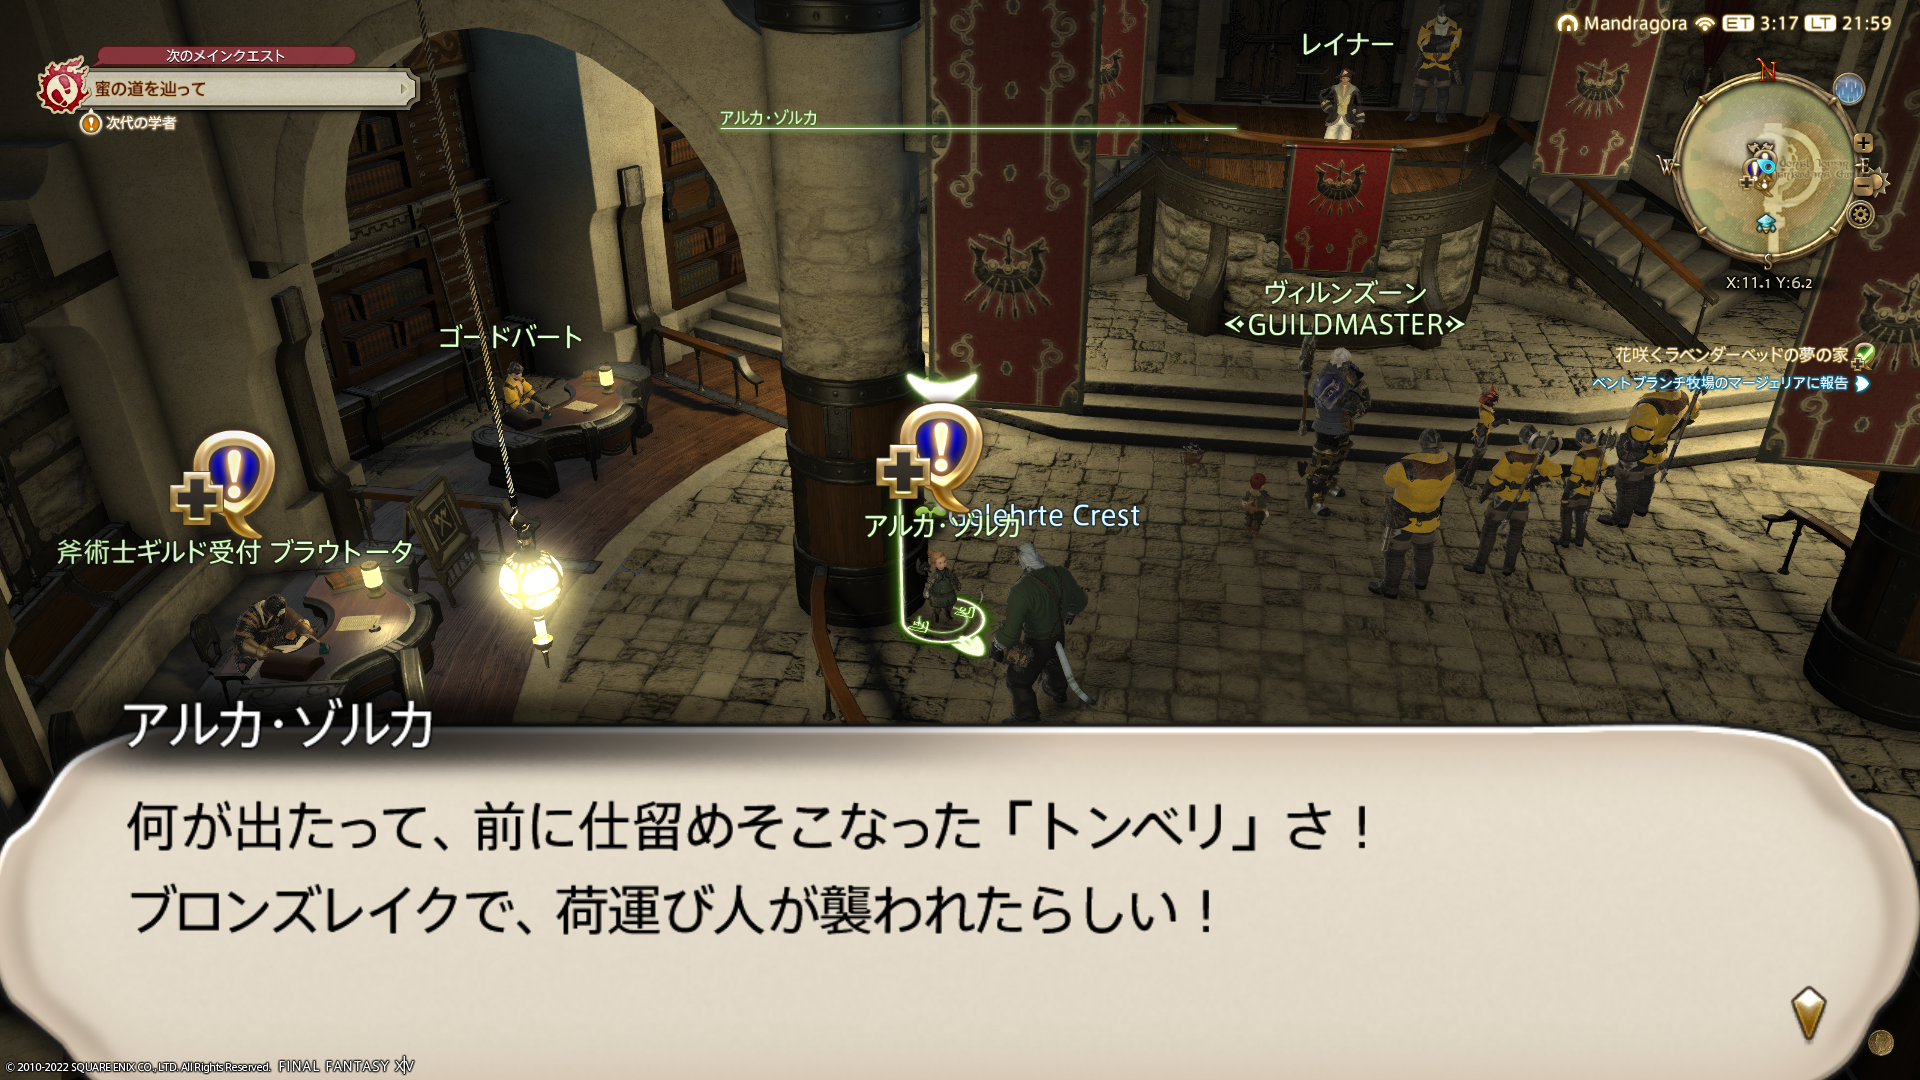 Mandragora ET 3:17 LT 21:59
次のメインクエスト
蜜の道を辿って
次代の学者
レイナー
アルカ・ゾルカ
N
W
E
S
X:11.1 Y:6.2
ヴィルンズーン
GUILDMASTER
ゴードバート
花咲くラベンダーベッドの夢の家
ベントブランチ牧場のマージェリアに報告
アルカ・ゾルカ
Gelehrte Crest
斧術士ギルド受付 ブラウトータ
アルカ・ゾルカ
何が出たって、前に仕留めそこなった「トンベリ」さ！
ブロンズレイクで、荷運び人が襲われたらしい！
© 2010-2022 SQUARE ENIX CO., LTD. All Rights Reserved. FINAL FANTASY XIV